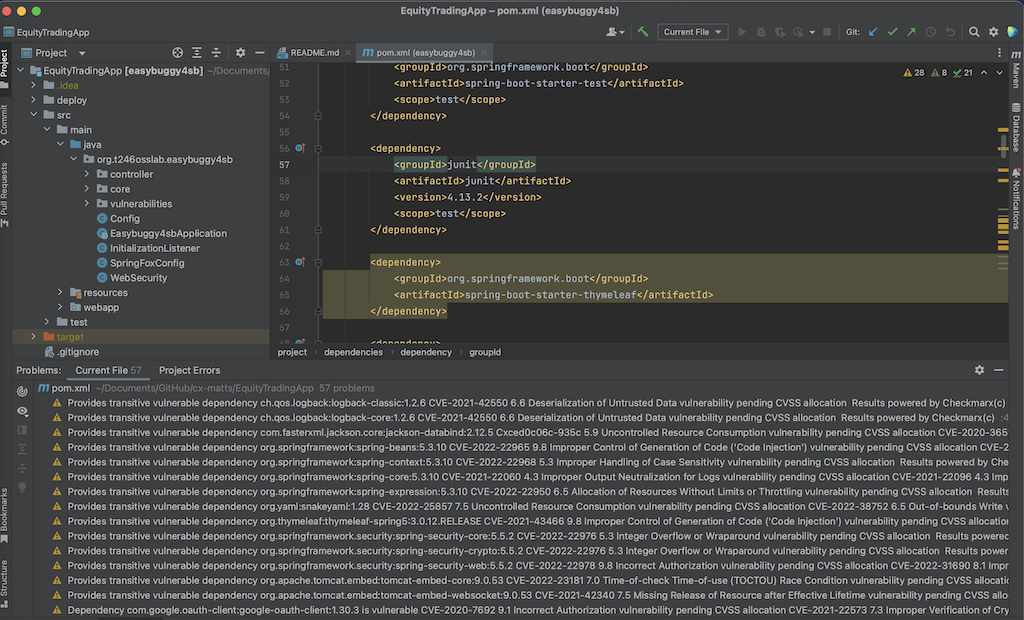 EquityTradingApp – pom.xml (easybuggy4sb)
EquityTradingApp
Current File
Git:
Project
README.md
pom.xml (easybuggy4sb)
Project
Commit
Pull Requests
Bookmarks
Structure
Maven
Database
Notifications
EquityTradingApp [easybuggy4sb] ~/Documents/
.idea
deploy
src
main
java
org.t246osslab.easybuggy4sb
controller
core
vulnerabilities
Config
Easybuggy4sbApplication
InitializationListener
SpringFoxConfig
WebSecurity
resources
webapp
test
target
.gitignore
28 8 21
51 <groupId>org.springframework.boot</groupId>
52 <artifactId>spring-boot-starter-test</artifactId>
53 <scope>test</scope>
54 </dependency>
55
56 <dependency>
57 <groupId>junit</groupId>
58 <artifactId>junit</artifactId>
59 <version>4.13.2</version>
60 <scope>test</scope>
61 </dependency>
62
63 <dependency>
64 <groupId>org.springframework.boot</groupId>
65 <artifactId>spring-boot-starter-thymeleaf</artifactId>
66 </dependency>
67
68 <dependency>
project › dependencies › dependency › groupId
Problems: Current File 57 Project Errors
pom.xml ~/Documents/GitHub/cx-matts/EquityTradingApp 57 problems
Provides transitive vulnerable dependency ch.qos.logback:logback-classic:1.2.6 CVE-2021-42550 6.6 Deserialization of Untrusted Data vulnerability pending CVSS allocation Results powered by Checkmarx(c)
Provides transitive vulnerable dependency ch.qos.logback:logback-core:1.2.6 CVE-2021-42550 6.6 Deserialization of Untrusted Data vulnerability pending CVSS allocation Results powered by Checkmarx(c) :4
Provides transitive vulnerable dependency com.fasterxml.jackson.core:jackson-databind:2.12.5 Cxced0c06c-935c 5.9 Uncontrolled Resource Consumption vulnerability pending CVSS allocation CVE-2020-365
Provides transitive vulnerable dependency org.springframework:spring-beans:5.3.10 CVE-2022-22965 9.8 Improper Control of Generation of Code ('Code Injection') vulnerability pending CVSS allocation CVE-2
Provides transitive vulnerable dependency org.springframework:spring-context:5.3.10 CVE-2022-22968 5.3 Improper Handling of Case Sensitivity vulnerability pending CVSS allocation Results powered by Che
Provides transitive vulnerable dependency org.springframework:spring-core:5.3.10 CVE-2021-22060 4.3 Improper Output Neutralization for Logs vulnerability pending CVSS allocation CVE-2021-22096 4.3 Imp
Provides transitive vulnerable dependency org.springframework:spring-expression:5.3.10 CVE-2022-22950 6.5 Allocation of Resources Without Limits or Throttling vulnerability pending CVSS allocation Results
Provides transitive vulnerable dependency org.yaml:snakeyaml:1.28 CVE-2022-25857 7.5 Uncontrolled Resource Consumption vulnerability pending CVSS allocation CVE-2022-38752 6.5 Out-of-bounds Write v
Provides transitive vulnerable dependency org.thymeleaf:thymeleaf-spring5:3.0.12.RELEASE CVE-2021-43466 9.8 Improper Control of Generation of Code ('Code Injection') vulnerability pending CVSS allocation
Provides transitive vulnerable dependency org.springframework.security:spring-security-core:5.5.2 CVE-2022-22976 5.3 Integer Overflow or Wraparound vulnerability pending CVSS allocation Results powered
Provides transitive vulnerable dependency org.springframework.security:spring-security-crypto:5.5.2 CVE-2022-22976 5.3 Integer Overflow or Wraparound vulnerability pending CVSS allocation Results power
Provides transitive vulnerable dependency org.springframework.security:spring-security-web:5.5.2 CVE-2022-22978 9.8 Incorrect Authorization vulnerability pending CVSS allocation CVE-2021-31690 8.1 Impr
Provides transitive vulnerable dependency org.apache.tomcat.embed:tomcat-embed-core:9.0.53 CVE-2022-23181 7.0 Time-of-check Time-of-use (TOCTOU) Race Condition vulnerability pending CVSS allocatio
Provides transitive vulnerable dependency org.apache.tomcat.embed:tomcat-embed-websocket:9.0.53 CVE-2021-42340 7.5 Missing Release of Resource after Effective Lifetime vulnerability pending CVSS allo
Dependency com.google.oauth-client:google-oauth-client:1.30.3 is vulnerable CVE-2020-7692 9.1 Incorrect Authorization vulnerability pending CVSS allocation CVE-2021-22573 7.3 Improper Verification of Cry